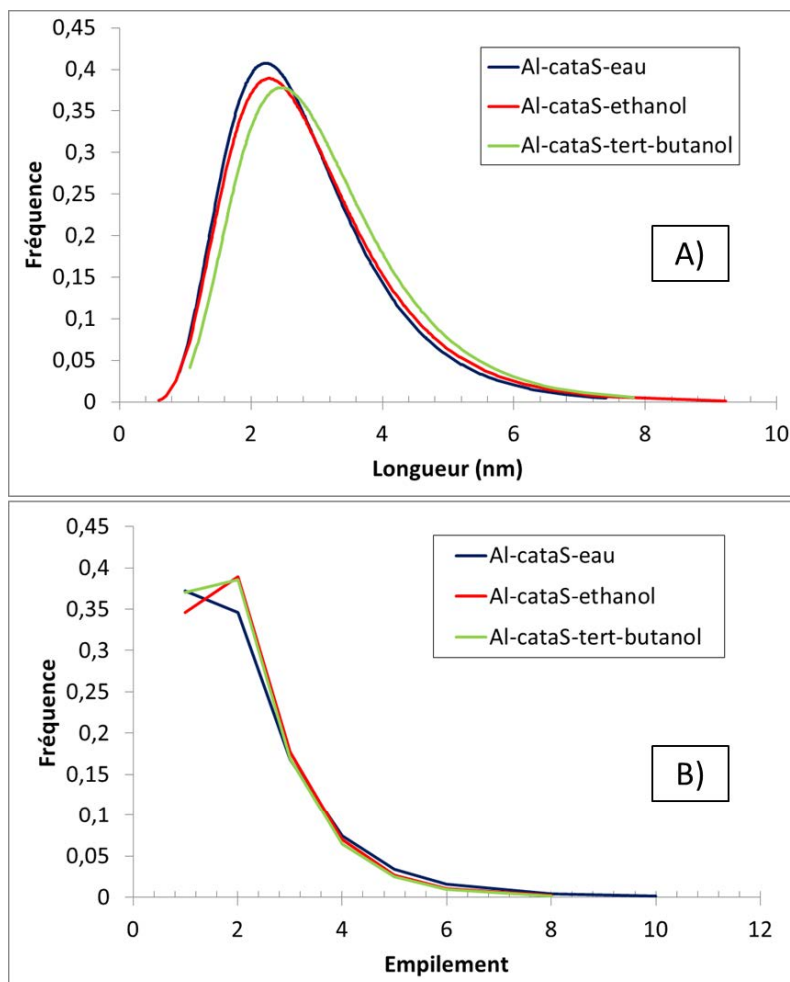 0,45
0,4
0,35
0,3
0,25
0,2
0,15
0,1
0,05
0
Fréquence
Al-cataS-eau
Al-cataS-ethanol
Al-cataS-tert-butanol
A)
0 2 4 6 8 10
Longueur (nm)
0,45
0,4
0,35
0,3
0,25
0,2
0,15
0,1
0,05
0
Fréquence
Al-cataS-eau
Al-cataS-ethanol
Al-cataS-tert-butanol
B)
0 2 4 6 8 10 12
Empilement